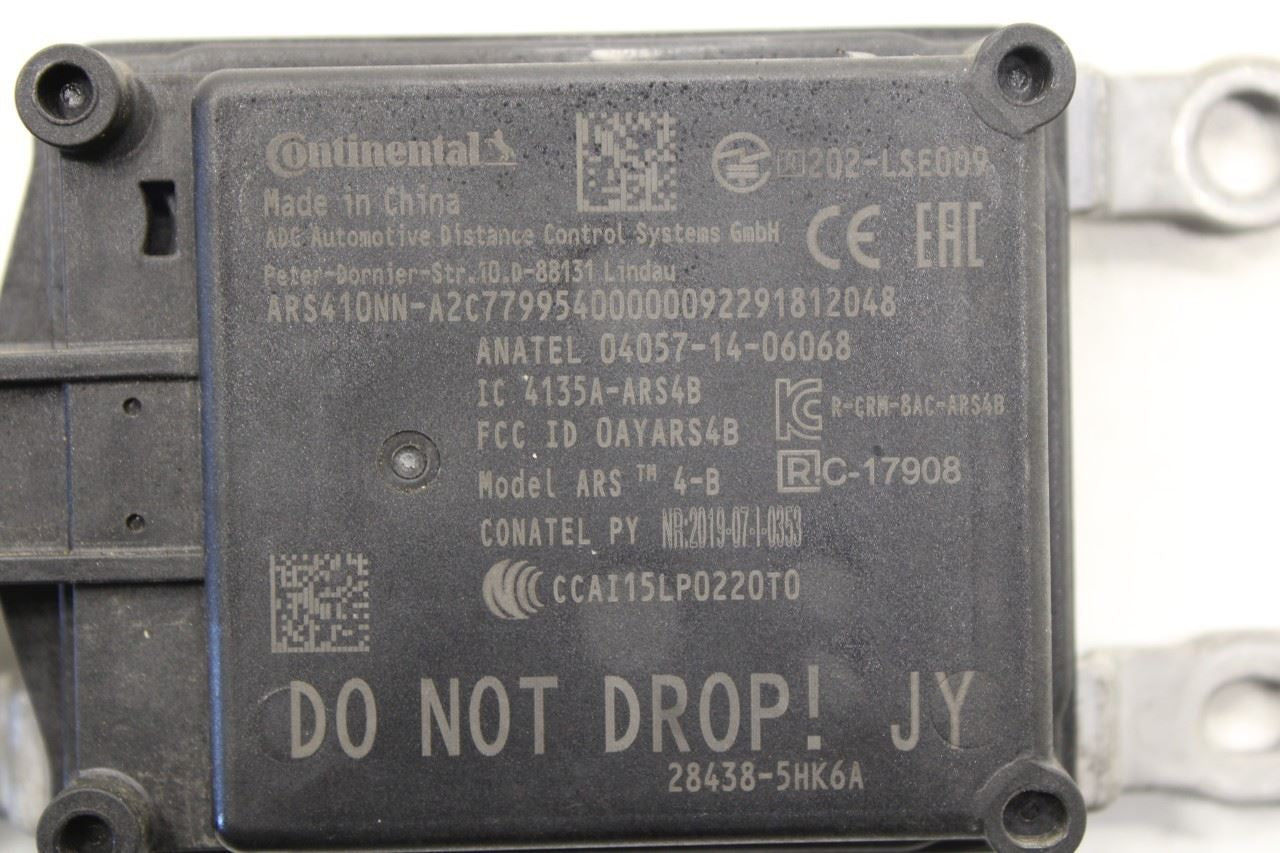 Continental
R 202-LSE009
Made in China
CE EAC
ADC Automotive Distance Control Systems GmbH
Peter-Dornier-Str.10.D-88131 Lindau
ARS410NN-A2C7799540000092291812048
ANATEL 04057-14-06068
IC 4135A-ARS4B
R-CRM-8AC-ARS4B
FCC ID OAYARS4B
R!C-17908
Model ARS ™ 4-B
CONATEL PY NR:2019-07-I-0353
CCAI15LP0220T0
DO NOT DROP! JY
28438-5HK6A